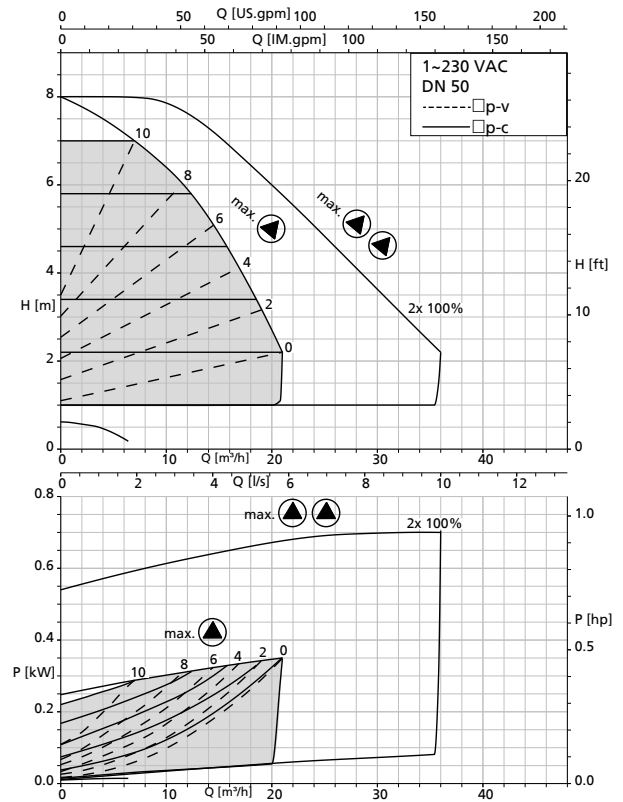 0 50 Q [US.gpm] 100 150 200
0 50 Q [IM.gpm] 100 150
1~230 VAC
DN 50
□p-v
□p-c
8
10
8
6
max.
max.
20
6
4
H [ft]
4
H [m]
2
2x 100%
10
0
2
0
0
0 10 Q [m³/h] 20 30 40
0 2 4 Q [l/s] 6 8 10 12
0.8
max.
2x 100%
1.0
0.6
max.
P [hp]
0.4
0.5
10 8 6 4 2 0
P [kW]
0.2
0.0
0.0
0 10 Q [m³/h] 20 30 40